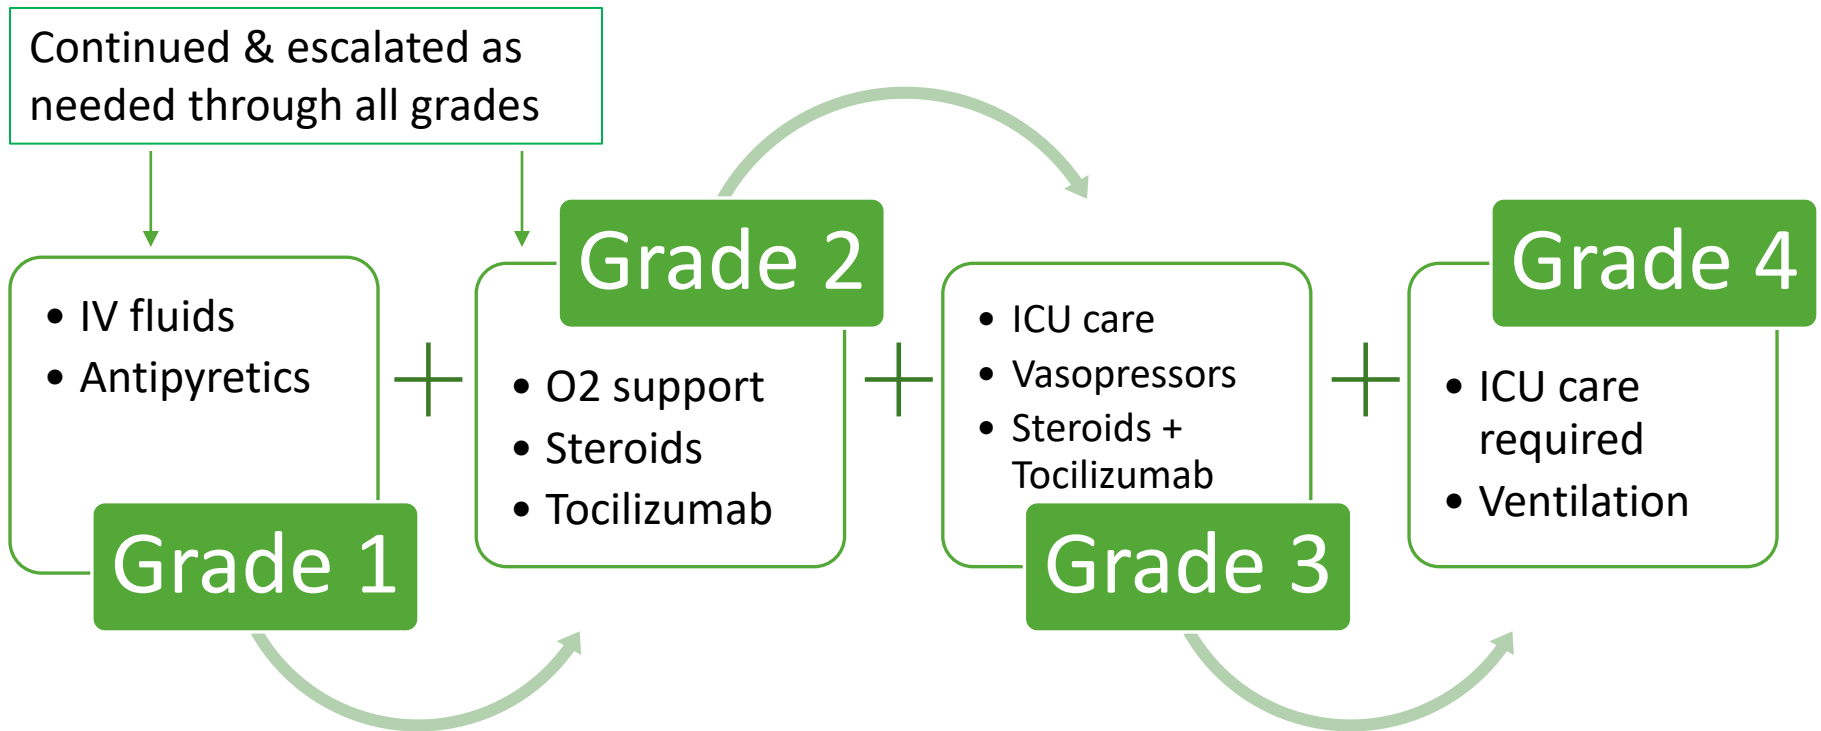 Continued & escalated as
needed through all grades
• IV fluids
• Antipyretics
Grade 1
Grade 2
• O2 support
• Steroids
• Tocilizumab
• ICU care
• Vasopressors
• Steroids +
Tocilizumab
Grade 3
Grade 4
• ICU care
required
• Ventilation